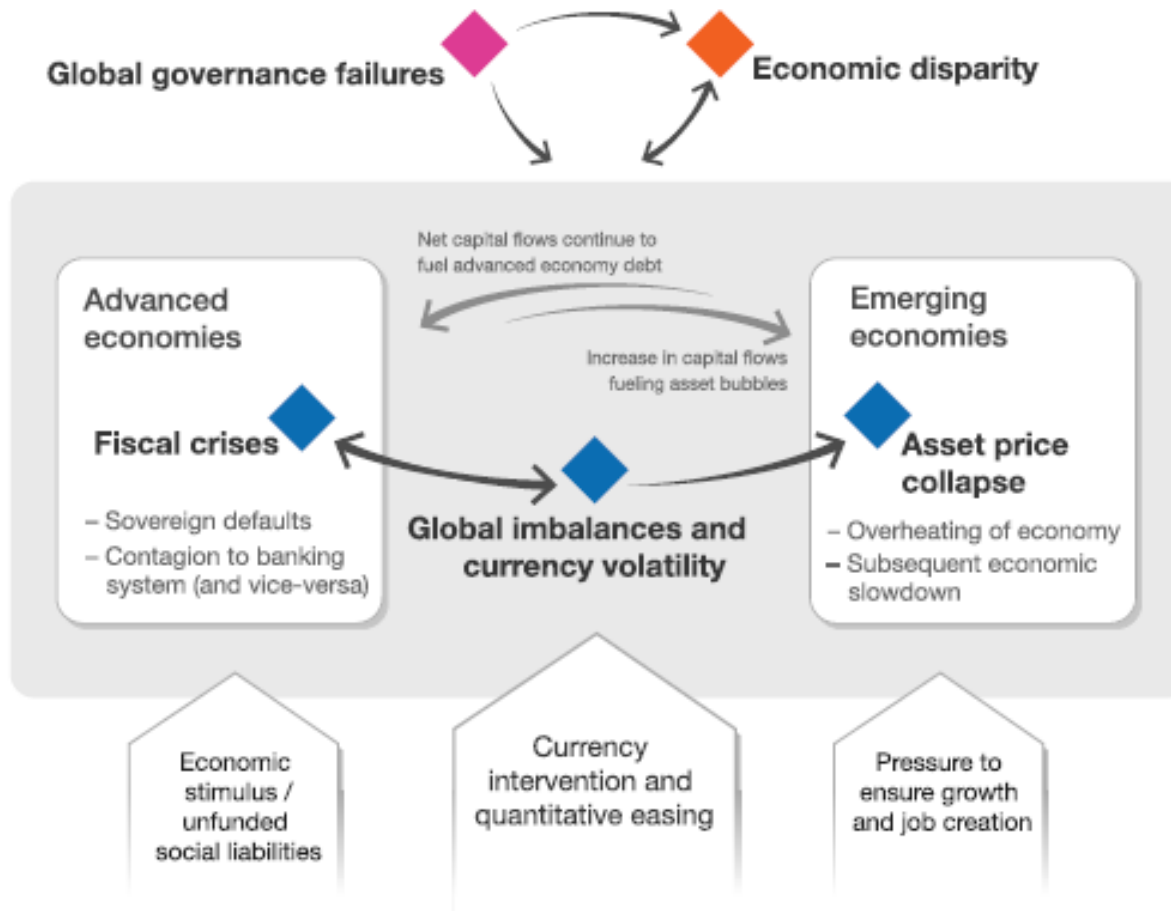 Global governance failures
Economic disparity
Net capital flows continue to
fuel advanced economy debt
Advanced
economies
Emerging
economies
Increase in capital flows
fueling asset bubbles
Fiscal crises
Asset price
collapse
– Sovereign defaults
– Contagion to banking
system (and vice-versa)
Global imbalances and
currency volatility
– Overheating of economy
– Subsequent economic
slowdown
Economic
stimulus /
unfunded
social liabilities
Currency
intervention and
quantitative easing
Pressure to
ensure growth
and job creation